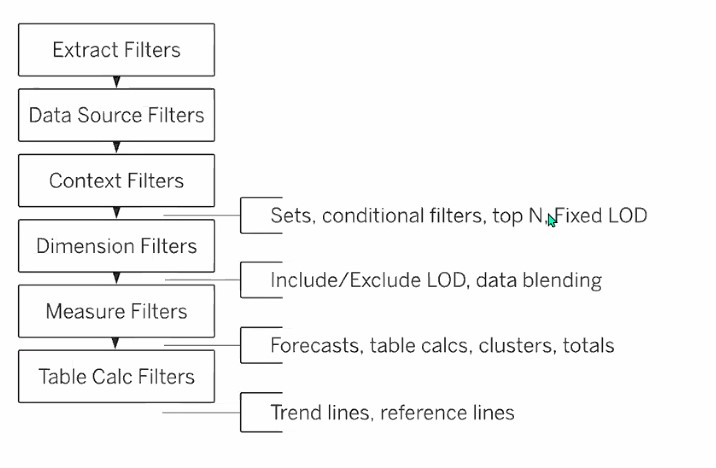 Extract Filters
Data Source Filters
Context Filters
Sets, conditional filters, top N, Fixed LOD
Dimension Filters
Include/Exclude LOD, data blending
Measure Filters
Forecasts, table calcs, clusters, totals
Table Calc Filters
Trend lines, reference lines